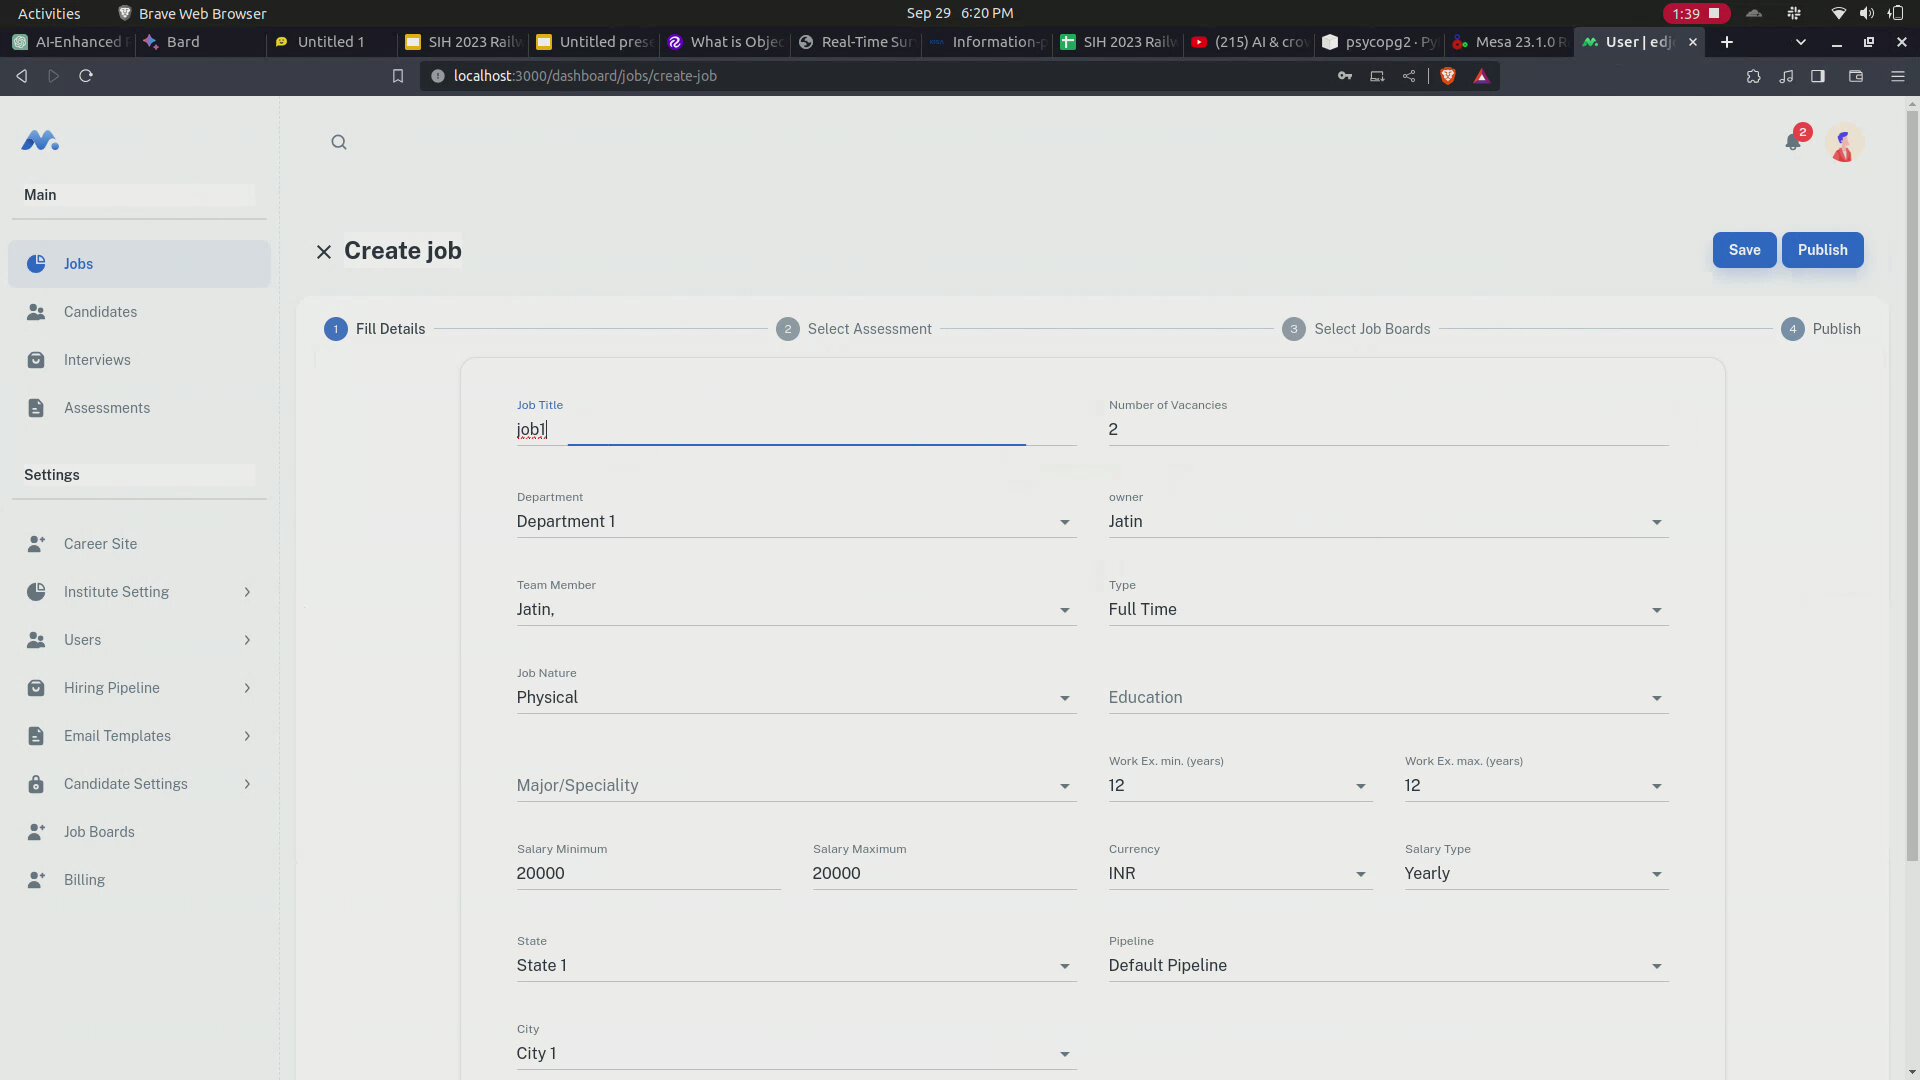 Activities
Brave Web Browser
Sep 29 6:20 PM
1:39
AI-Enhanced
Bard
Untitled 1
SIH 2023 Railw
Untitled prese
What is Objec
Real-Time Sur
Information-p
SIH 2023 Railw
(215) AI & crov
psycopg2 · Py
Mesa 23.1.0 R
User | edj
localhost:3000/dashboard/jobs/create-job
2
Main
Create job
Save
Publish
Jobs
Candidates
Interviews
Assessments
Settings
Career Site
Institute Setting
Users
Hiring Pipeline
Email Templates
Candidate Settings
Job Boards
Billing
1 Fill Details
2 Select Assessment
3 Select Job Boards
4 Publish
Job Title
job1
Number of Vacancies
2
Department
Department 1
owner
Jatin
Team Member
Jatin,
Type
Full Time
Job Nature
Physical
Education
Major/Speciality
Work Ex. min. (years)
12
Work Ex. max. (years)
12
Salary Minimum
20000
Salary Maximum
20000
Currency
INR
Salary Type
Yearly
State
State 1
Pipeline
Default Pipeline
City
City 1